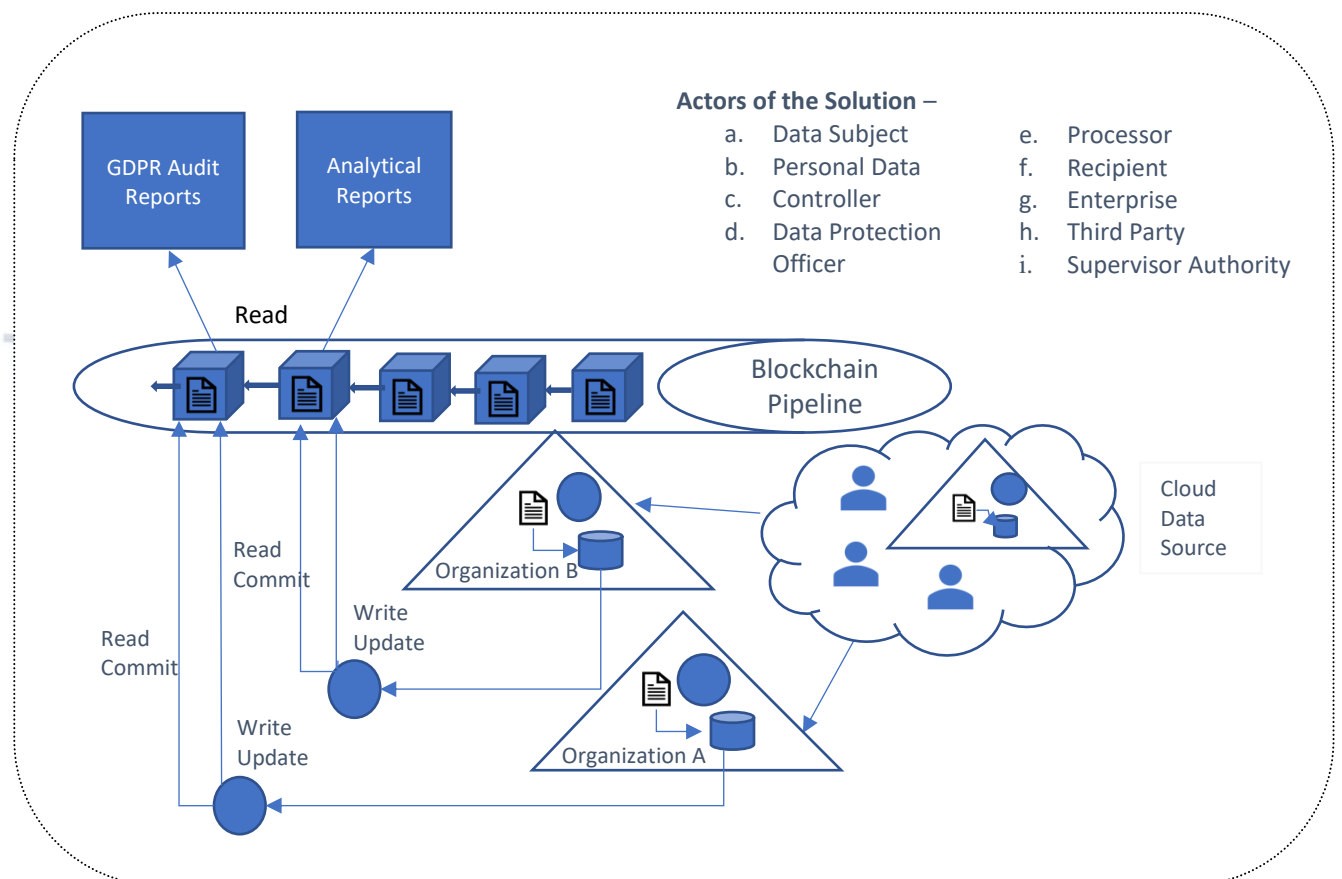 Actors of the Solution –
a. Data Subject
b. Personal Data
c. Controller
d. Data Protection
Officer
e. Processor
f. Recipient
g. Enterprise
h. Third Party
i. Supervisor Authority
GDPR Audit
Reports
Analytical
Reports
Read
Blockchain
Pipeline
Cloud
Data
Source
Organization B
Read
Commit
Write
Update
Read
Commit
Organization A
Write
Update